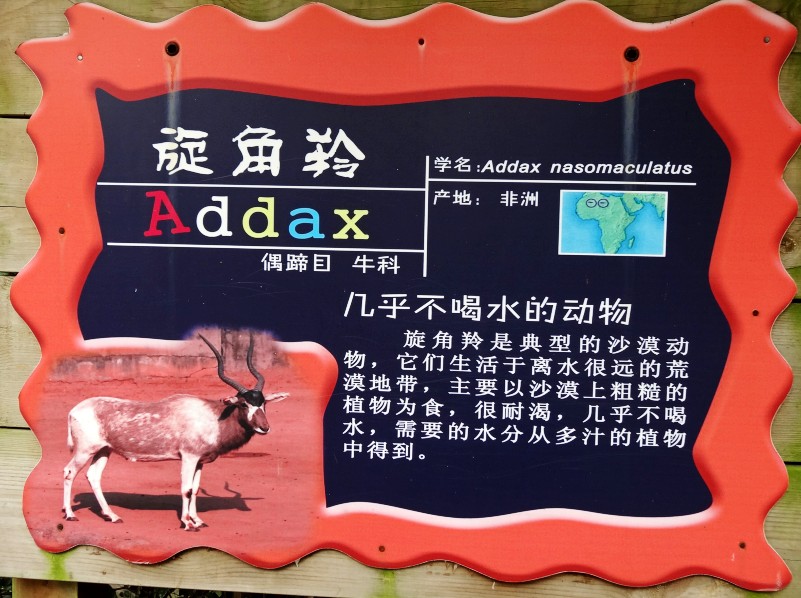 旋角羚
Addax
偶蹄目 牛科
学名:Addax nasomaculatus
产地: 非洲
几乎不喝水的动物
旋角羚是典型的沙漠动
物,它们生活于离水很远的荒
漠地带,主要以沙漠上粗糙的
植物为食,很耐渴,几乎不喝
水,需要的水分从多汁的植物
中得到。